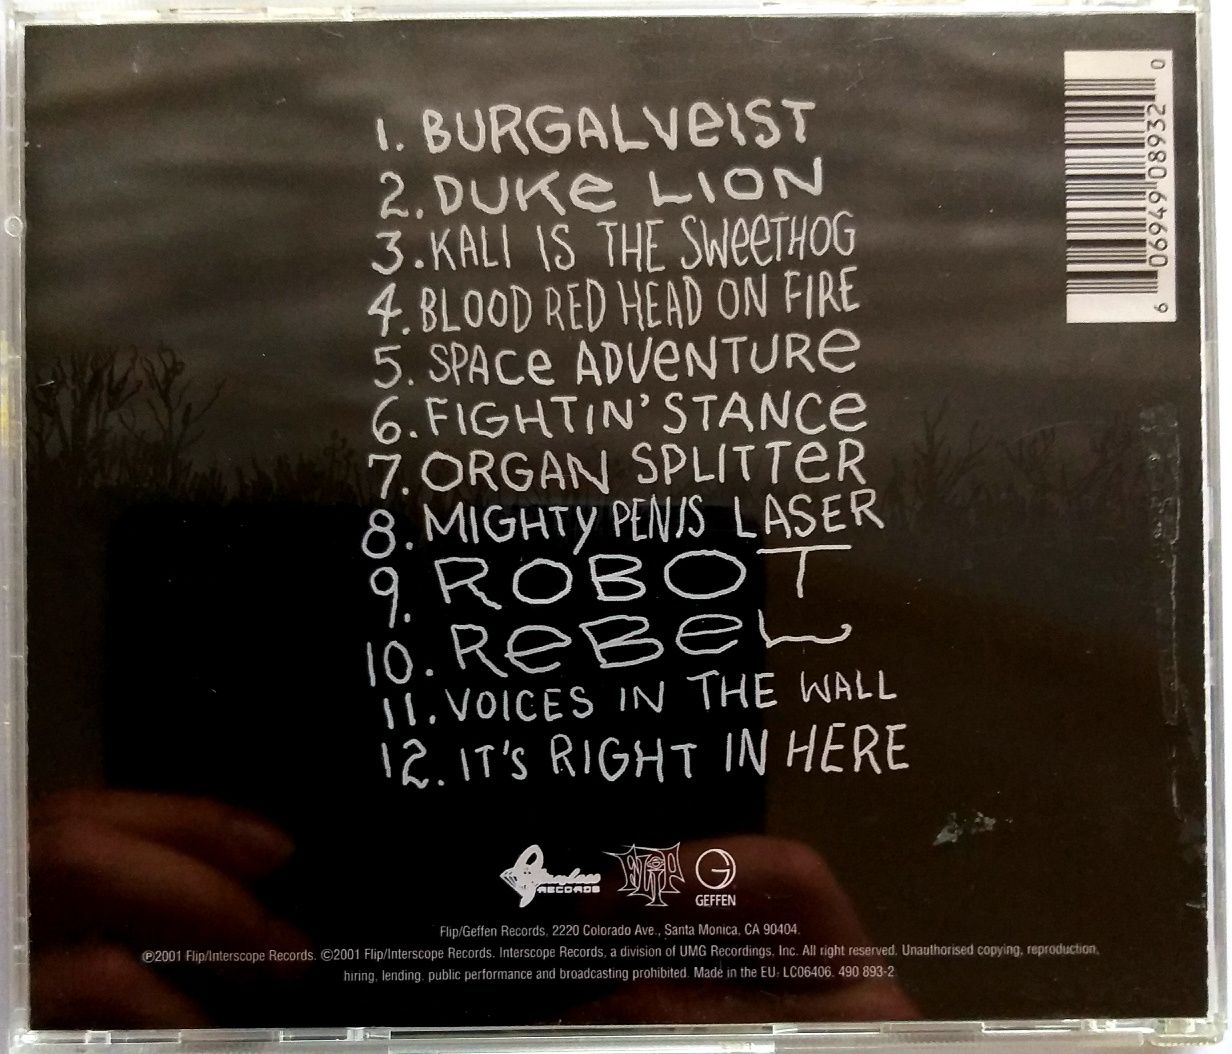 1. BURGALVeIST
2. DUKe LION
3. KALI IS THE SWeeTHOG
4. BLOOD RED HEAD ON FIRE
5. SPACe ADVeNTURe
6. FIGHTIN' STANCe
7. ORGAN SPLITTeR
8. MIGHTy PENIS LASER
9. ROBOT
10. ReBeL
11. VOICES IN THE WALL
12. IT'S RIGHT IN HERE
6 06949 08932 0
RECORDS
FLIP
GEFFEN
Flip/Geffen Records, 2220 Colorado Ave., Santa Monica, CA 90404.
℗2001 Flip/Interscope Records. ©2001 Flip/Interscope Records. Interscope Records, a division of UMG Recordings, Inc. All right reserved. Unauthorised copying, reproduction,
hiring, lending, public performance and broadcasting prohibited. Made in the EU. LC06406. 490 893-2